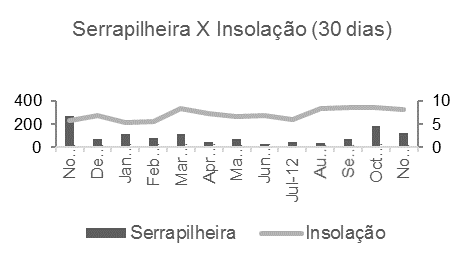 Serrapilheira X Insolação (30 dias)
400 10
200 5
0 0
No... De... Jan... Feb... Mar... Apr... Ma... Jun... Jul-12 Au... Se... Oct... No...
Serrapilheira Insolação